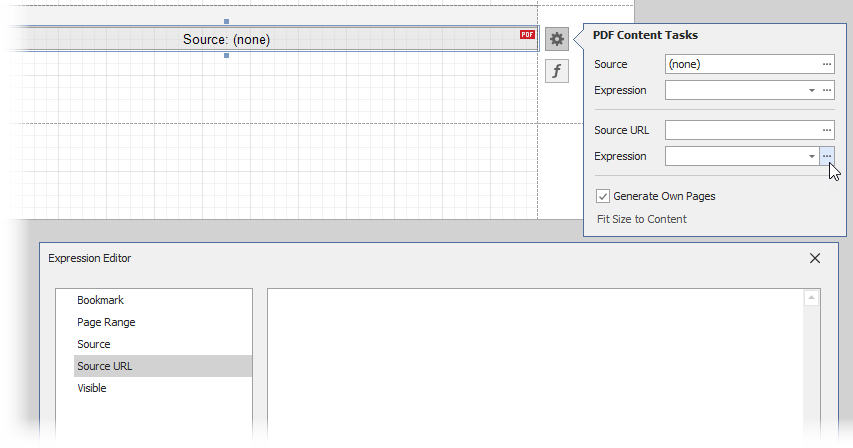 Source: (none)
PDF
f
PDF Content Tasks
Source (none) ...
Expression ...
Source URL ...
Expression ...
Generate Own Pages
Fit Size to Content
Expression Editor
Bookmark
Page Range
Source
Source URL
Visible